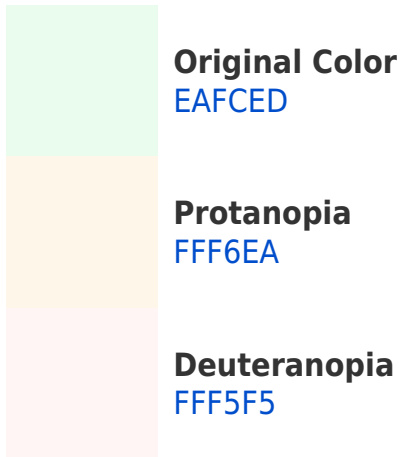 Original Color
EAFCED
Protanopia
FFF6EA
Deuteranopia
FFF5F5